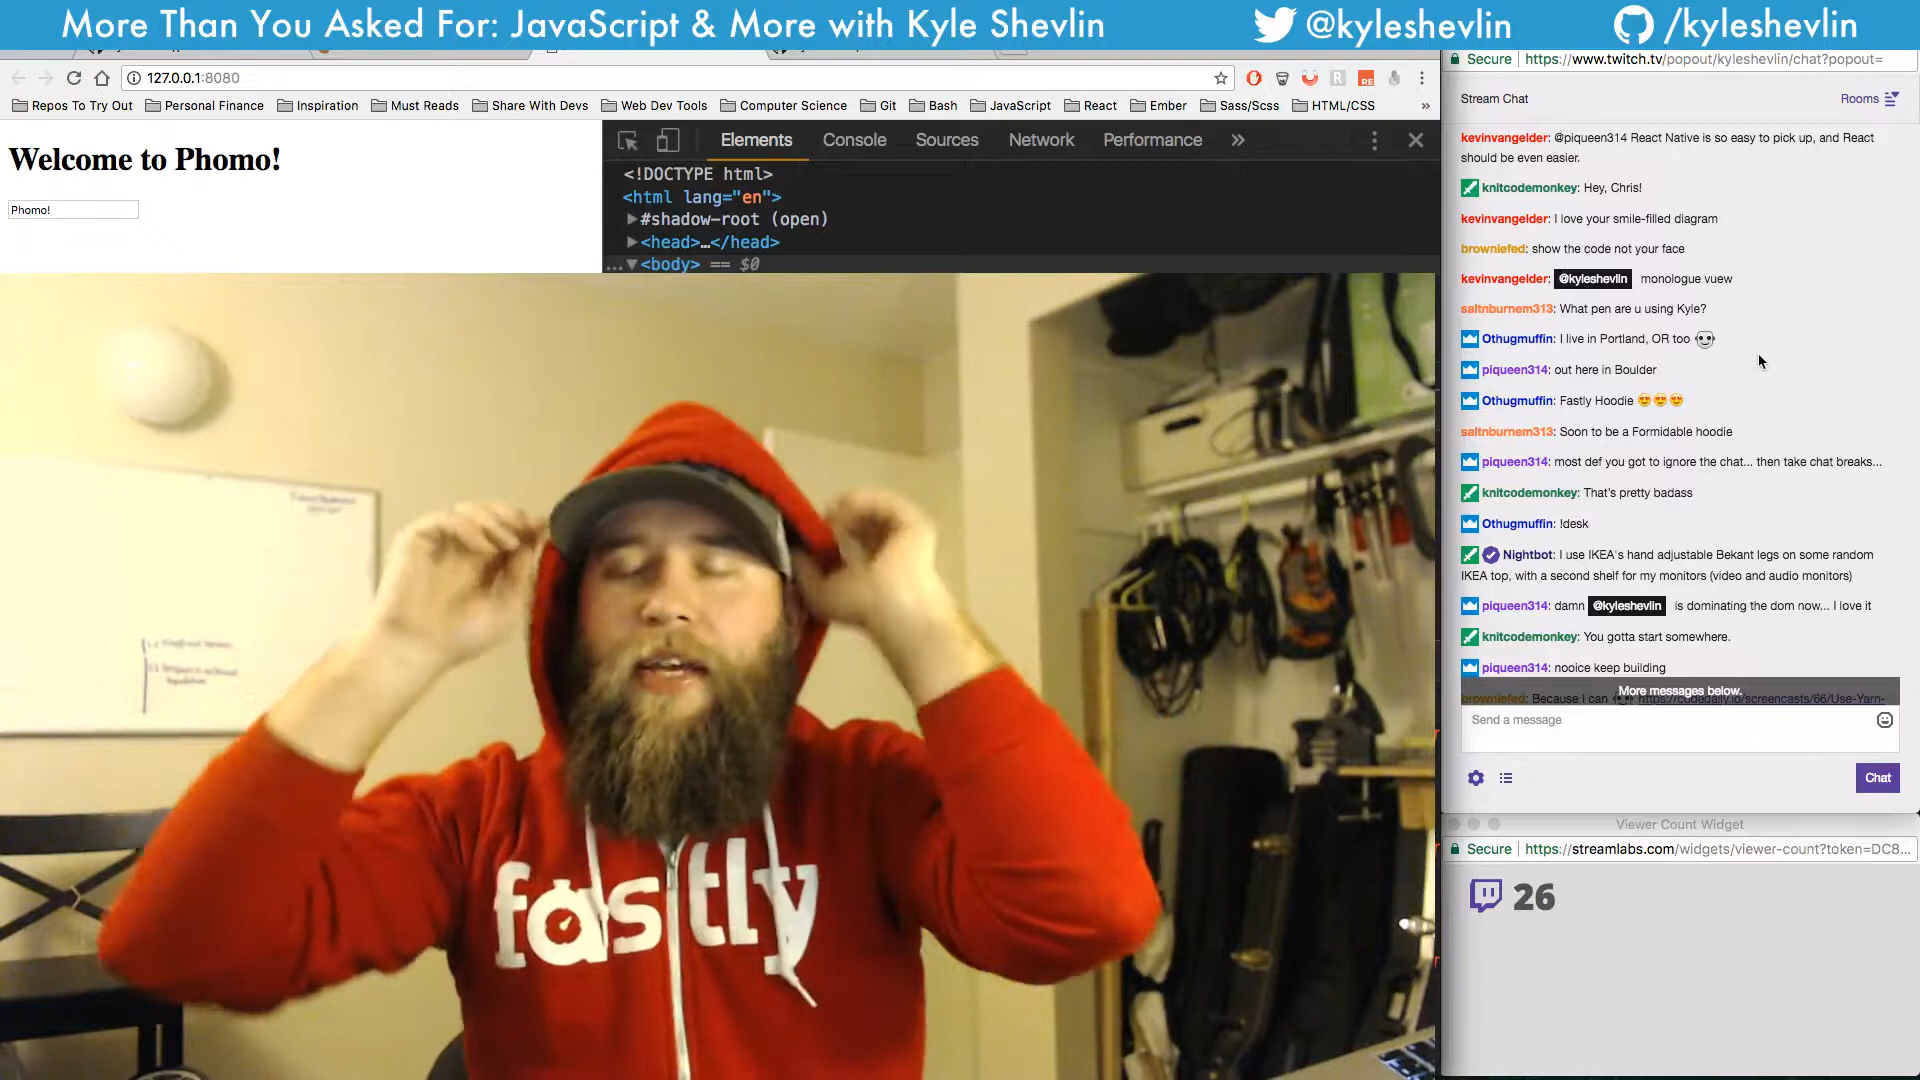 More Than You Asked For: JavaScript & More with Kyle Shevlin
@kyleshevlin
/kyleshevlin
127.0.0.1:8080
Repos To Try Out
Personal Finance
Inspiration
Must Reads
Share With Devs
Web Dev Tools
Computer Science
Git
Bash
JavaScript
React
Ember
Sass/Scss
HTML/CSS
»
Welcome to Phomo!
Phomo!
Elements
Console
Sources
Network
Performance
»
<!DOCTYPE html>
<html lang="en">
#shadow-root (open)
<head>…</head>
...
<body> == $0
fastly
Secure
https://www.twitch.tv/popout/kyleshevlin/chat?popout=
Stream Chat
Rooms
kevinvangelder: @piqueen314 React Native is so easy to pick up, and React
should be even easier.
knitcodemonkey: Hey, Chris!
kevinvangelder: I love your smile-filled diagram
browniefed: show the code not your face
kevinvangelder: @kyleshevlin monologue vuew
saltnburnem313: What pen are u using Kyle?
Othugmuffin: I live in Portland, OR too
piqueen314: out here in Boulder
Othugmuffin: Fastly Hoodie 😍😍😍
saltnburnem313: Soon to be a Formidable hoodie
piqueen314: most def you got to ignore the chat... then take chat breaks...
knitcodemonkey: That's pretty badass
Othugmuffin: !desk
Nightbot: I use IKEA's hand adjustable Bekant legs on some random
IKEA top, with a second shelf for my monitors (video and audio monitors)
piqueen314: damn @kyleshevlin is dominating the dom now... I love it
knitcodemonkey: You gotta start somewhere.
piqueen314: nooice keep building
More messages below.
browniefed: Because I can https://codedaily.io/screencasts/66/Use-Yarn-
Send a message
Chat
Viewer Count Widget
Secure
https://streamlabs.com/widgets/viewer-count?token=DC8...
26